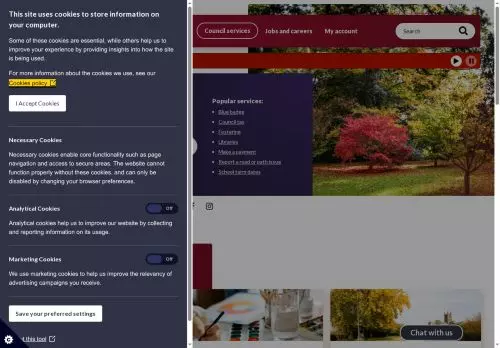 This site uses cookies to store information on
your computer.
Some of these cookies are essential, while others help us to
improve your experience by providing insights into how the site
is being used.
For more information about the cookies we use, see our
Cookies policy
I Accept Cookies
Necessary Cookies
Necessary cookies enable core functionality such as page
navigation and access to secure areas. The website cannot
function properly without these cookies, and can only be
disabled by changing your browser preferences.
Analytical Cookies
Off
Analytical cookies help us to improve our website by collecting
and reporting information on its usage.
Marketing Cookies
Off
We use marketing cookies to help us improve the relevancy of
advertising campaigns you receive.
Save your preferred settings
t this tool
Council services
Jobs and careers
My account
Search
Popular services:
Blue badge
Council tax
Fostering
Libraries
Make a payment
Report a road or path issue
School term dates
Chat with us